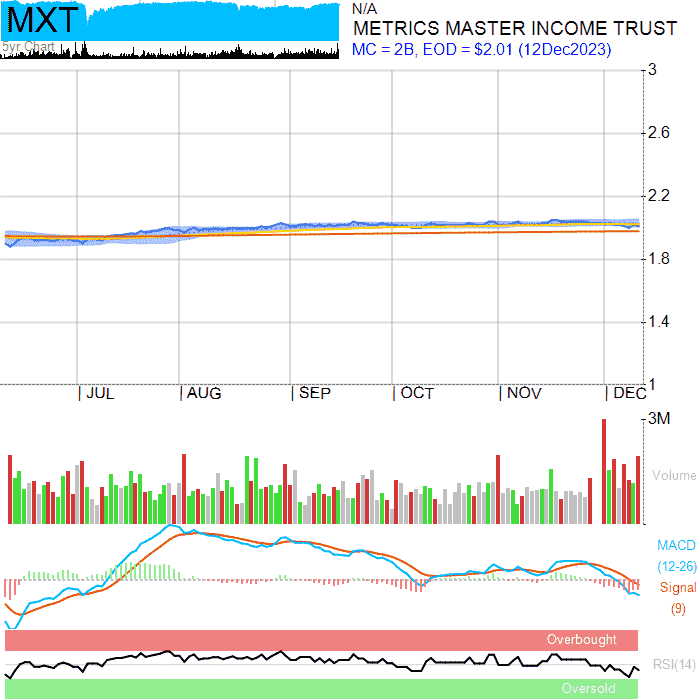 MXT
5yr Chart
N/A
METRICS MASTER INCOME TRUST
MC = 2B, EOD = $2.01 (12Dec2023)
3
2.6
2.2
1.8
1.4
1
| JUL | AUG | SEP | OCT | NOV | DEC
3M
Volume
MACD
(12-26)
Signal
(9)
Overbought
RSI(14)
Oversold